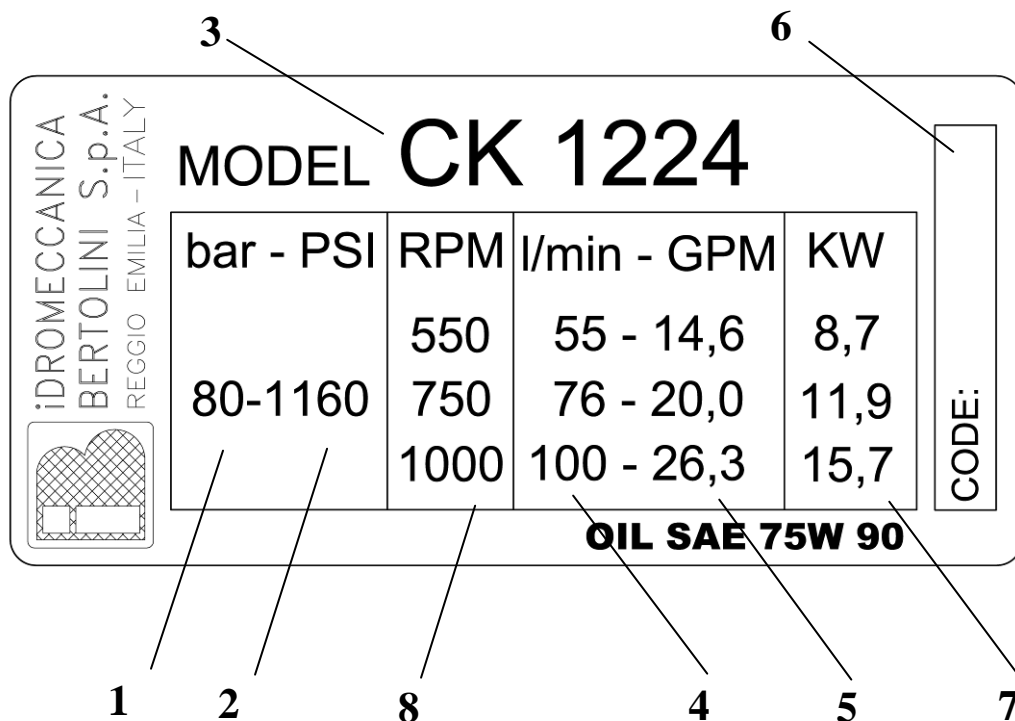 3
6
iDROMECCANICA
BERTOLINI S.p.A.
REGGIO EMILIA - ITALY
MODEL CK 1224
bar - PSI RPM l/min - GPM KW
550 55 - 14,6 8,7
80-1160 750 76 - 20,0 11,9
1000 100 - 26,3 15,7
CODE:
OIL SAE 75W 90
1 2 8 4 5 7